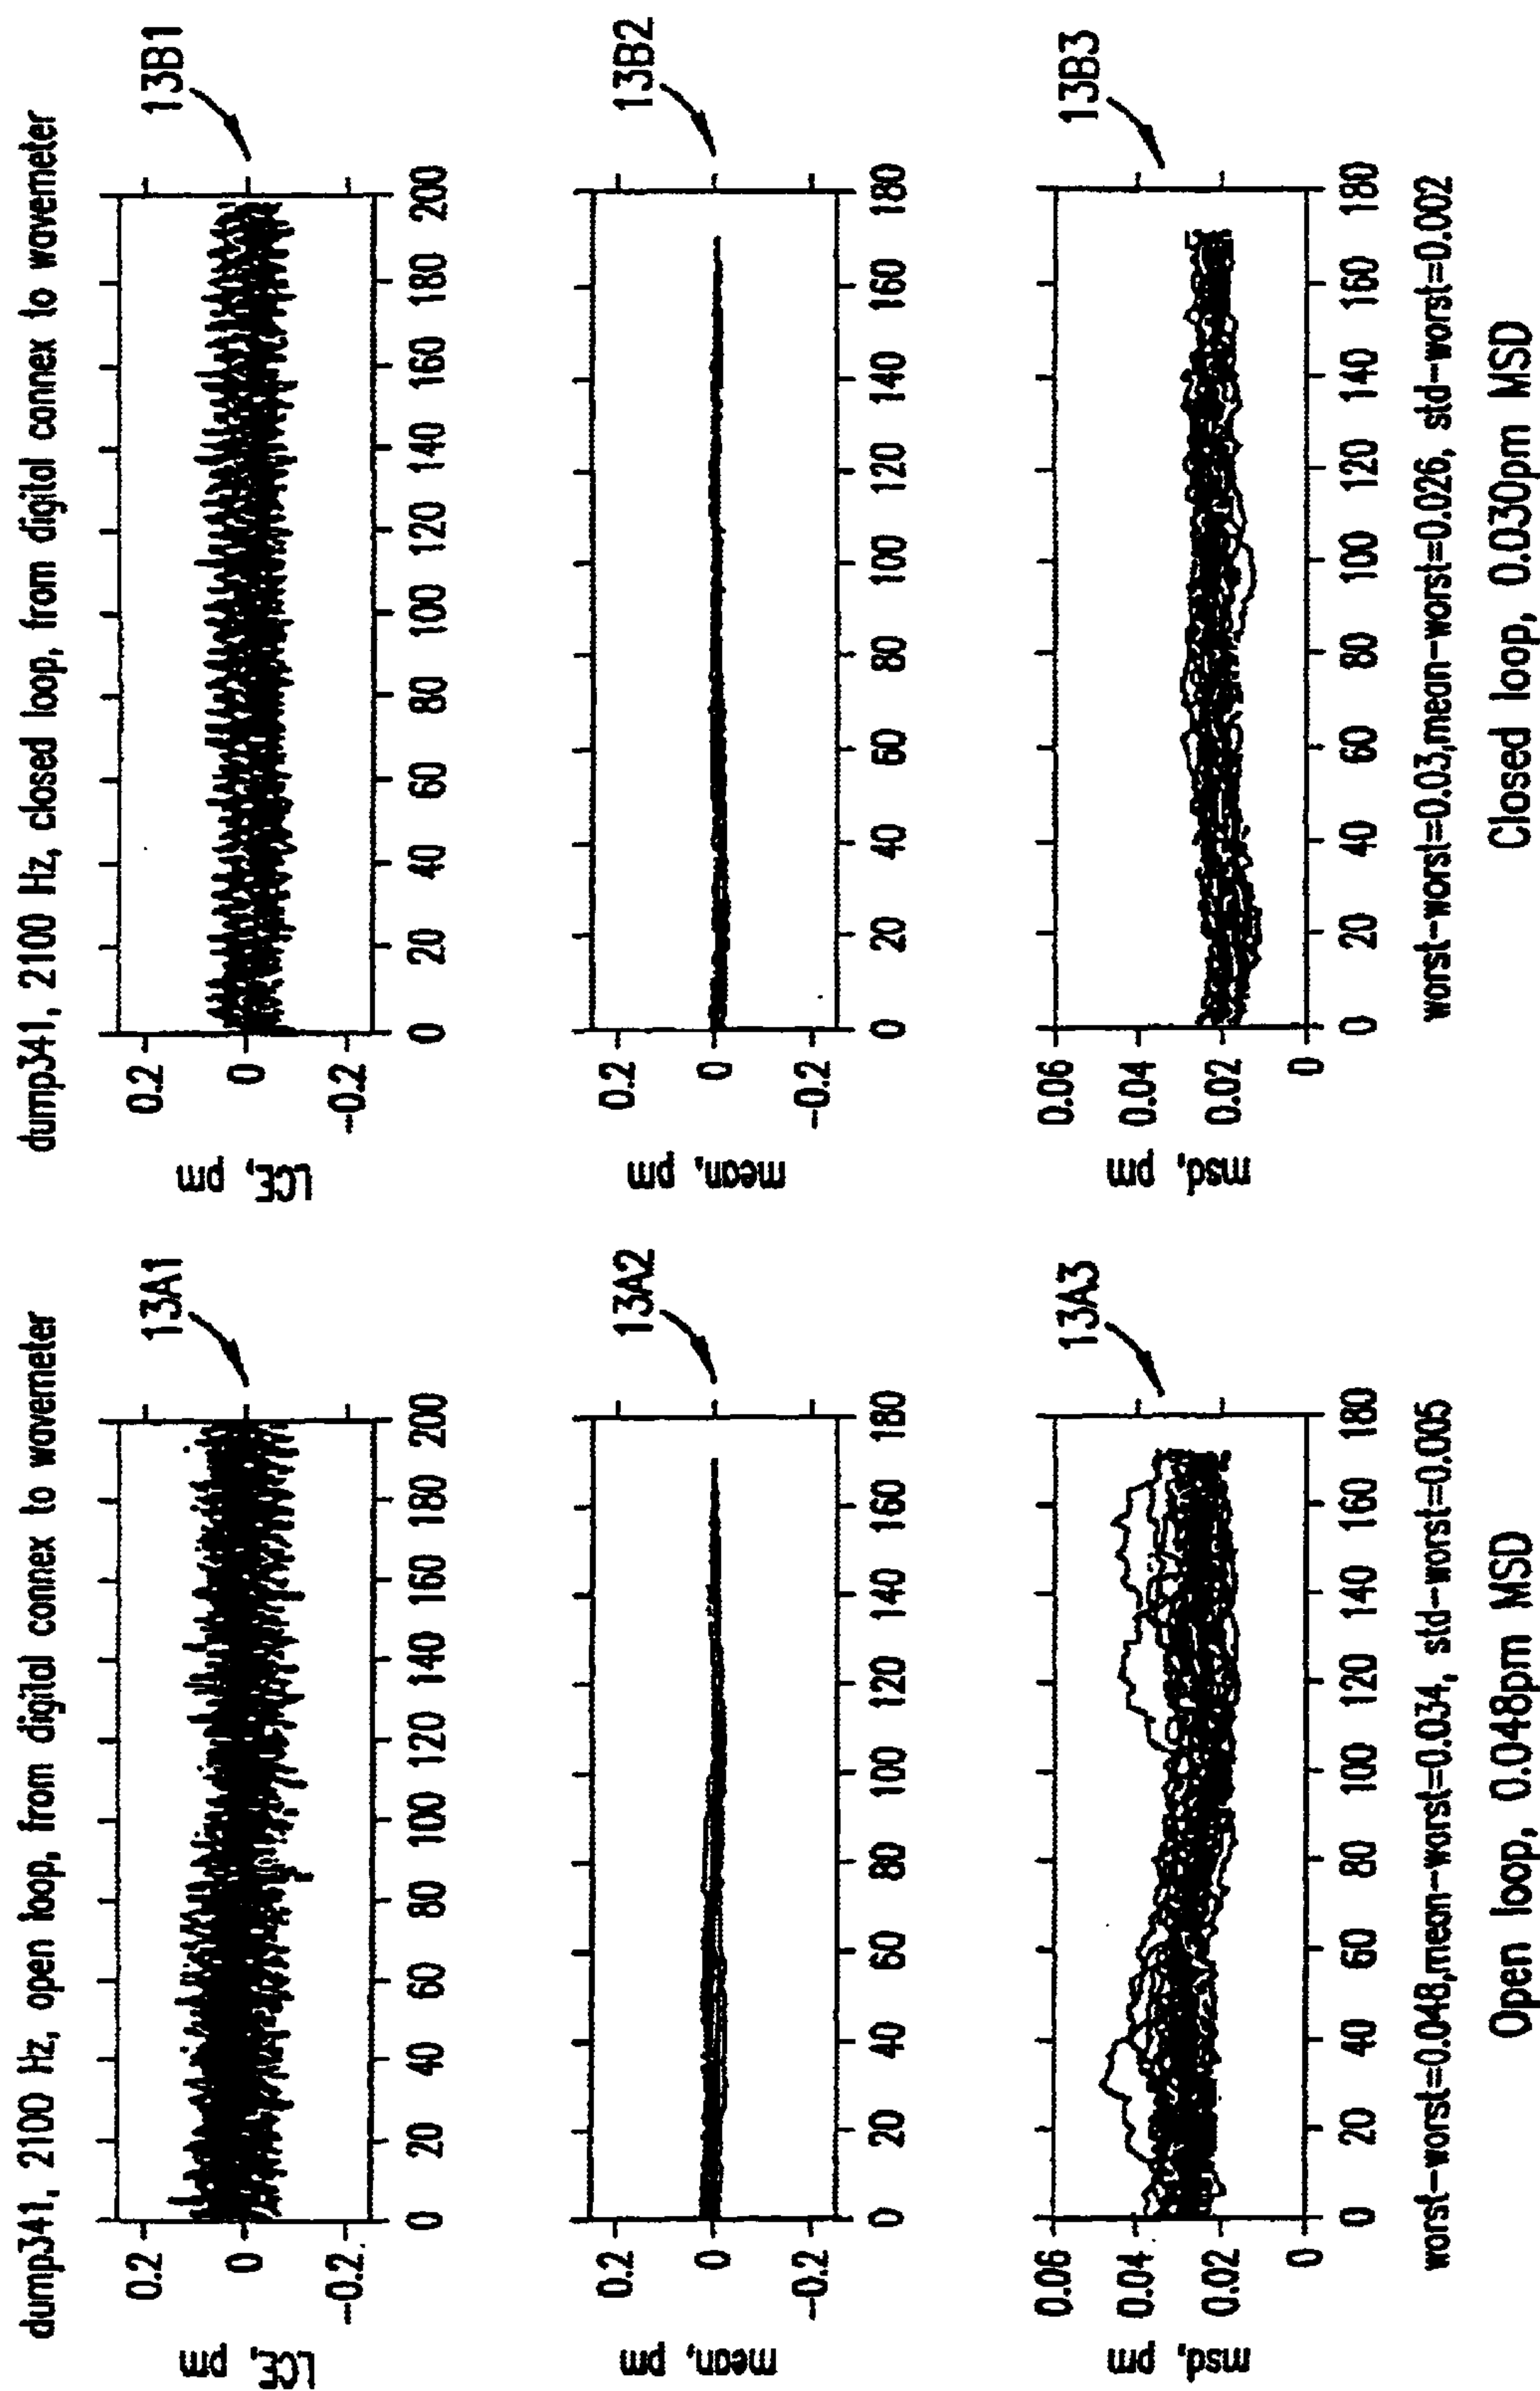 dump341, 2100 Hz, open loop, from digital connex to wavemeter
LCE, pm
0.2
0
-0.2
0 20 40 60 80 100 120 140 160 180 200
13A1
mean, pm
0.2
0
-0.2
0 20 40 60 80 100 120 140 160 180
13A2
msd, pm
0.06
0.04
0.02
0
0 20 40 60 80 100 120 140 160 180
13A3
worst-worst=0.048,mean-worst=0.034, std-worst=0.005
Open loop, 0.048pm MSD
dump341, 2100 Hz, closed loop, from digital connex to wavemeter
LCE, pm
0.2
0
-0.2
0 20 40 60 80 100 120 140 160 180 200
13B1
mean, pm
0.2
0
-0.2
0 20 40 60 80 100 120 140 160 180
13B2
msd, pm
0.06
0.04
0.02
0
0 20 40 60 80 100 120 140 160 180
13B3
worst-worst=0.03,mean-worst=0.026, std-worst=0.002
Closed loop, 0.030pm MSD